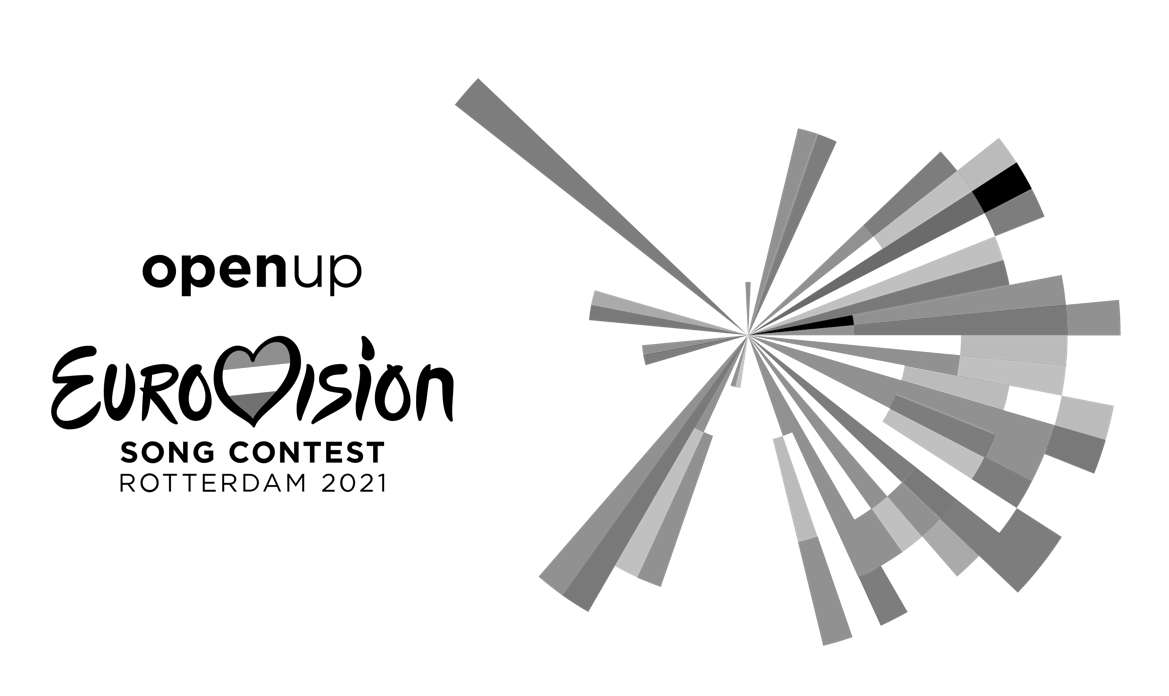 openup
EUROVISION
SONG CONTEST
ROTTERDAM 2021